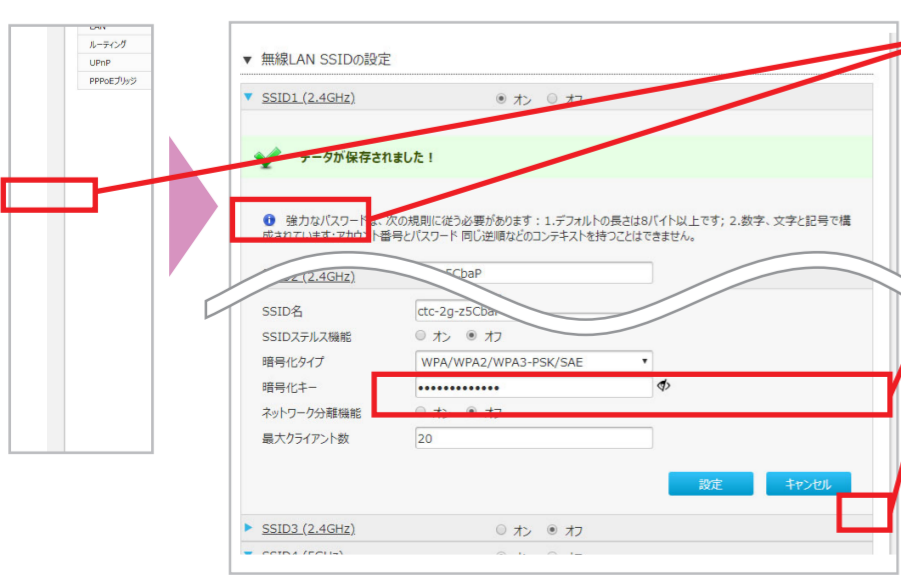 LAN
ルーティング
UPnP
PPPoEブリッジ
▼ 無線LAN SSIDの設定
▼ SSID1 (2.4GHz) オン オフ
データが保存されました！
強力なパスワードは、次の規則に従う必要があります：1.デフォルトの長さは8バイト以上です; 2.数字、文字と記号で構
成されています;アカウント番号とパスワード 同じ逆順などのコンテキストを持つことはできません。
(2.4GHz) 5CbaP
SSID名 ctc-2g-z5Cba
SSIDステルス機能 オン オフ
暗号化タイプ WPA/WPA2/WPA3-PSK/SAE
暗号化キー •••••••••••••
ネットワーク分離機能 オン オフ
最大クライアント数 20
設定 キャンセル
SSID3 (2.4GHz) オン オフ
SSID4 (5GHz)